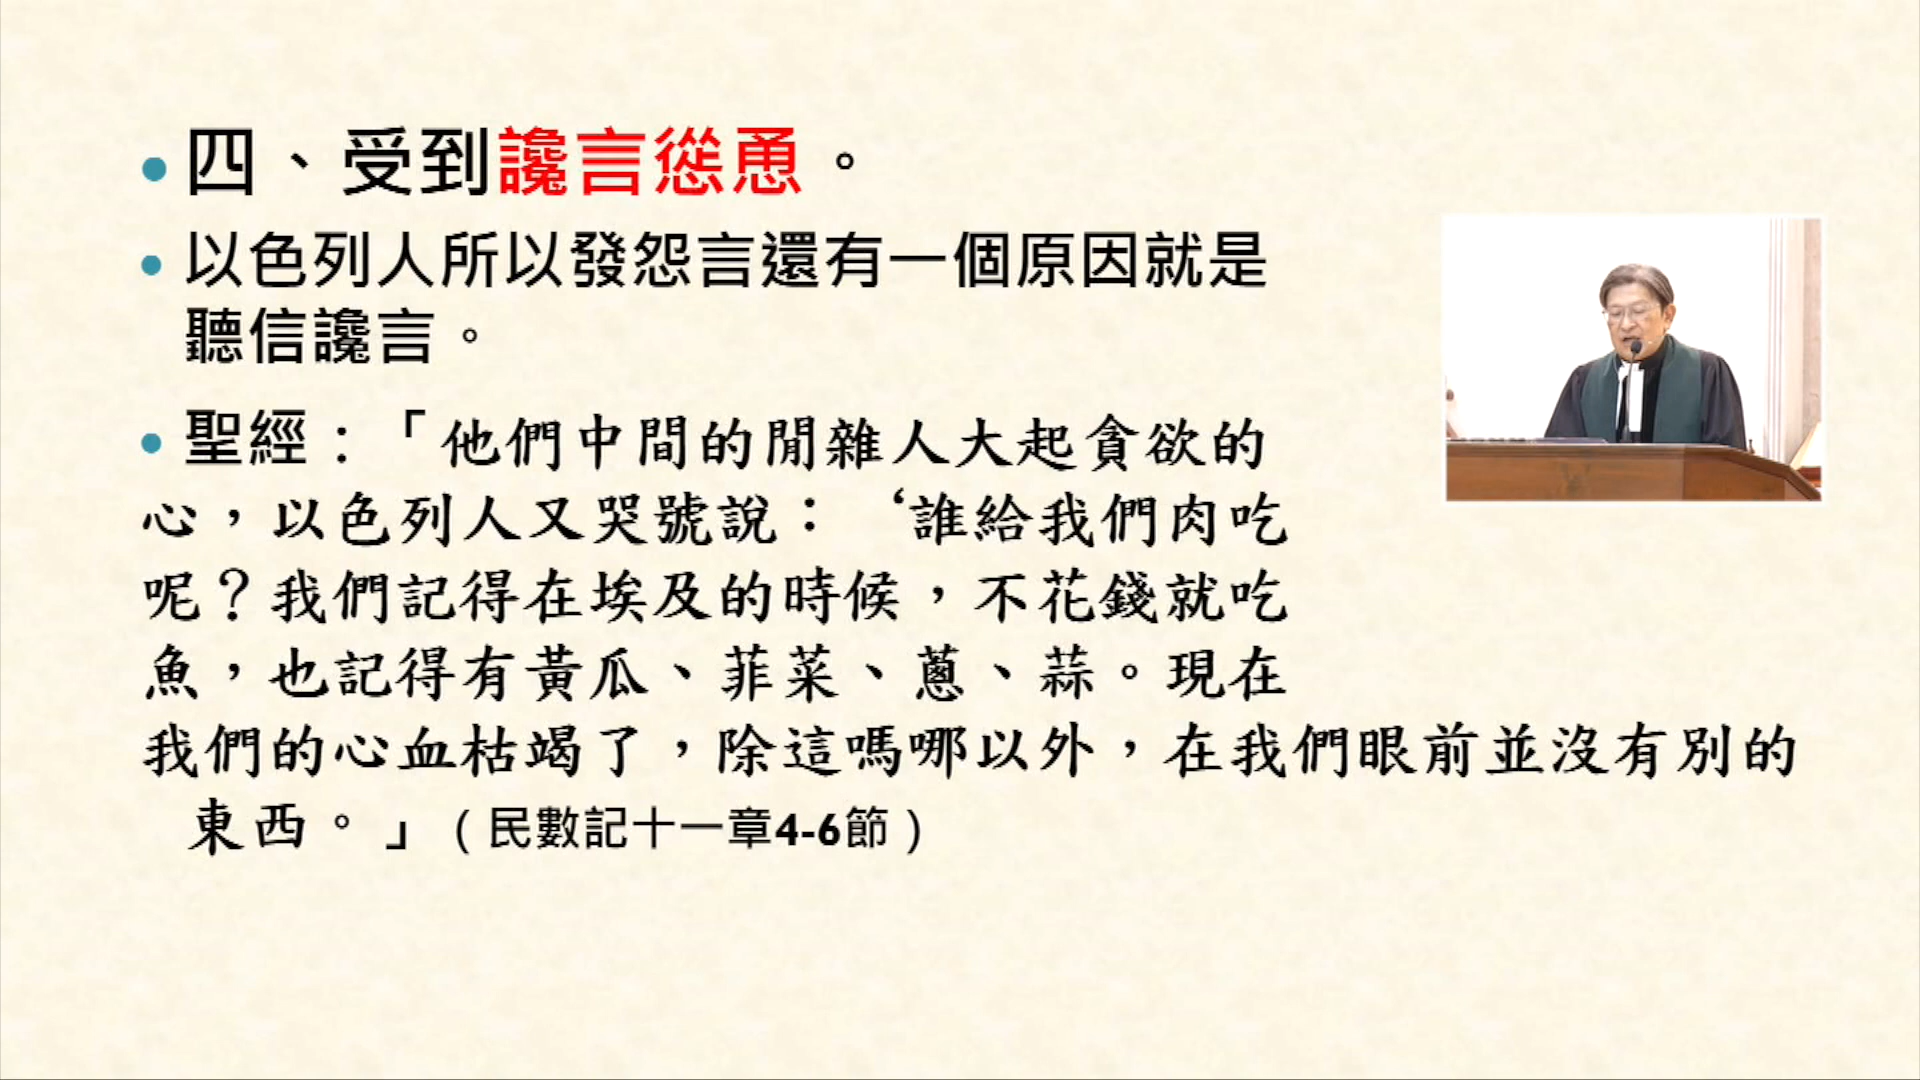 • 四、受到讒言慫恿。
• 以色列人所以發怨言還有一個原因就是
聽信讒言。
• 聖經：「他們中間的閒雜人大起貪欲的
心，以色列人又哭號說：‘誰給我們肉吃
呢？我們記得在埃及的時候，不花錢就吃
魚，也記得有黃瓜、菲菜、蔥、蒜。現在
我們的心血枯竭了，除這嗎哪以外，在我們眼前並沒有別的
東西。」（民數記十一章4-6節）